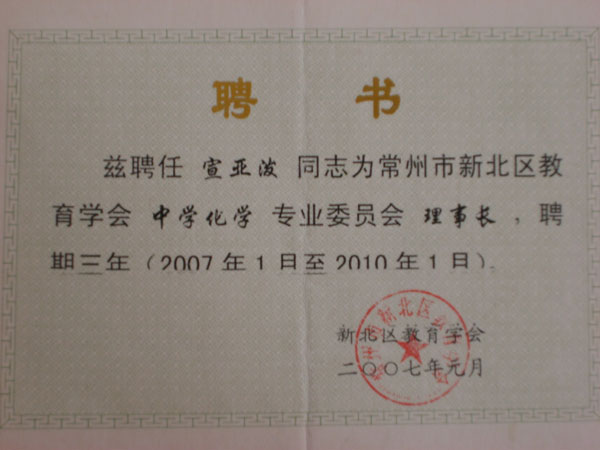 聘 书
兹聘任 宣亚泼 同志为常州市新北区教
育学会 中学化学 专业委员会 理事长，聘
期三年（2007年1月至2010年1月）.
新北区教育学会
二〇〇七年元月